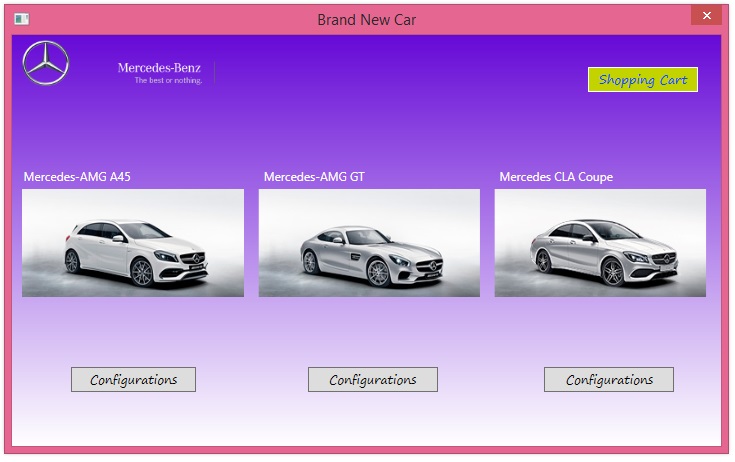 Brand New Car
Mercedes-Benz
The best or nothing.
Shopping Cart
Mercedes-AMG A45
Mercedes-AMG GT
Mercedes CLA Coupe
Configurations
Configurations
Configurations